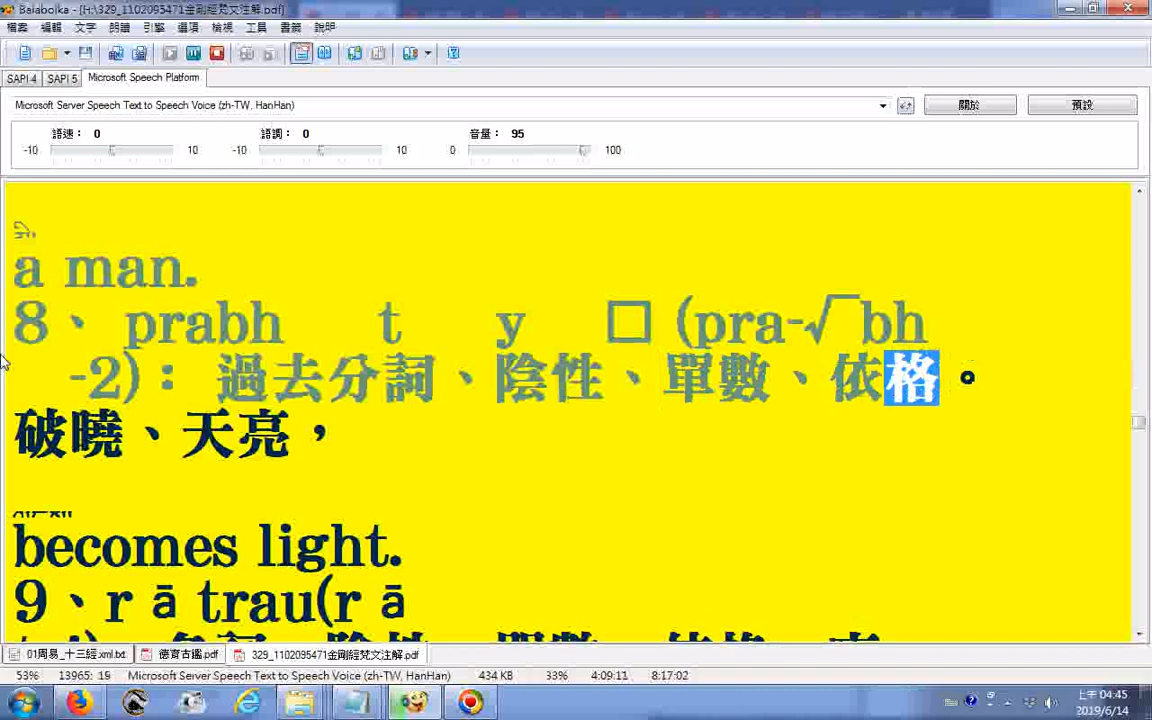 Balabolka - [H:\329_1102095471金剛經梵文注解.pdf]
檔案 編輯 文字 朗讀 引擎 選項 檢視 工具 書籤 說明
SAPI 4 SAPI 5 Microsoft Speech Platform
Microsoft Server Speech Text to Speech Voice (zh-TW, HanHan)
關於 預設
語速： 0 語調： 0 音量： 95
-10 10 -10 10 0 100
a man.
8、 prabh t y □ (pra-√bh
-2)：過去分詞、陰性、單數、依格。
破曉、天亮，
becomes light.
9、r ā trau(r ā
01周易_十三經.xml.txt 德育古鑑.pdf 329_1102095471金剛經梵文注解.pdf
53% 13965: 19 Microsoft Server Speech Text to Speech Voice (zh-TW, HanHan) 434 KB 33% 4:09:11 8:17:02
上午 04:45
2019/6/14